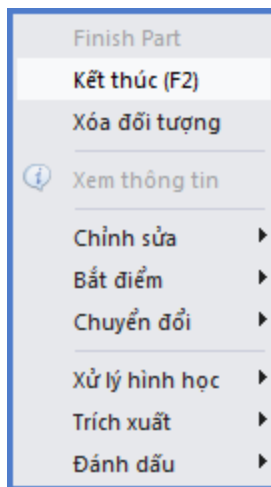 Finish Part
Kết thúc (F2)
Xóa đối tượng
Xem thông tin
Chỉnh sửa
Bắt điểm
Chuyển đổi
Xử lý hình học
Trích xuất
Đánh dấu